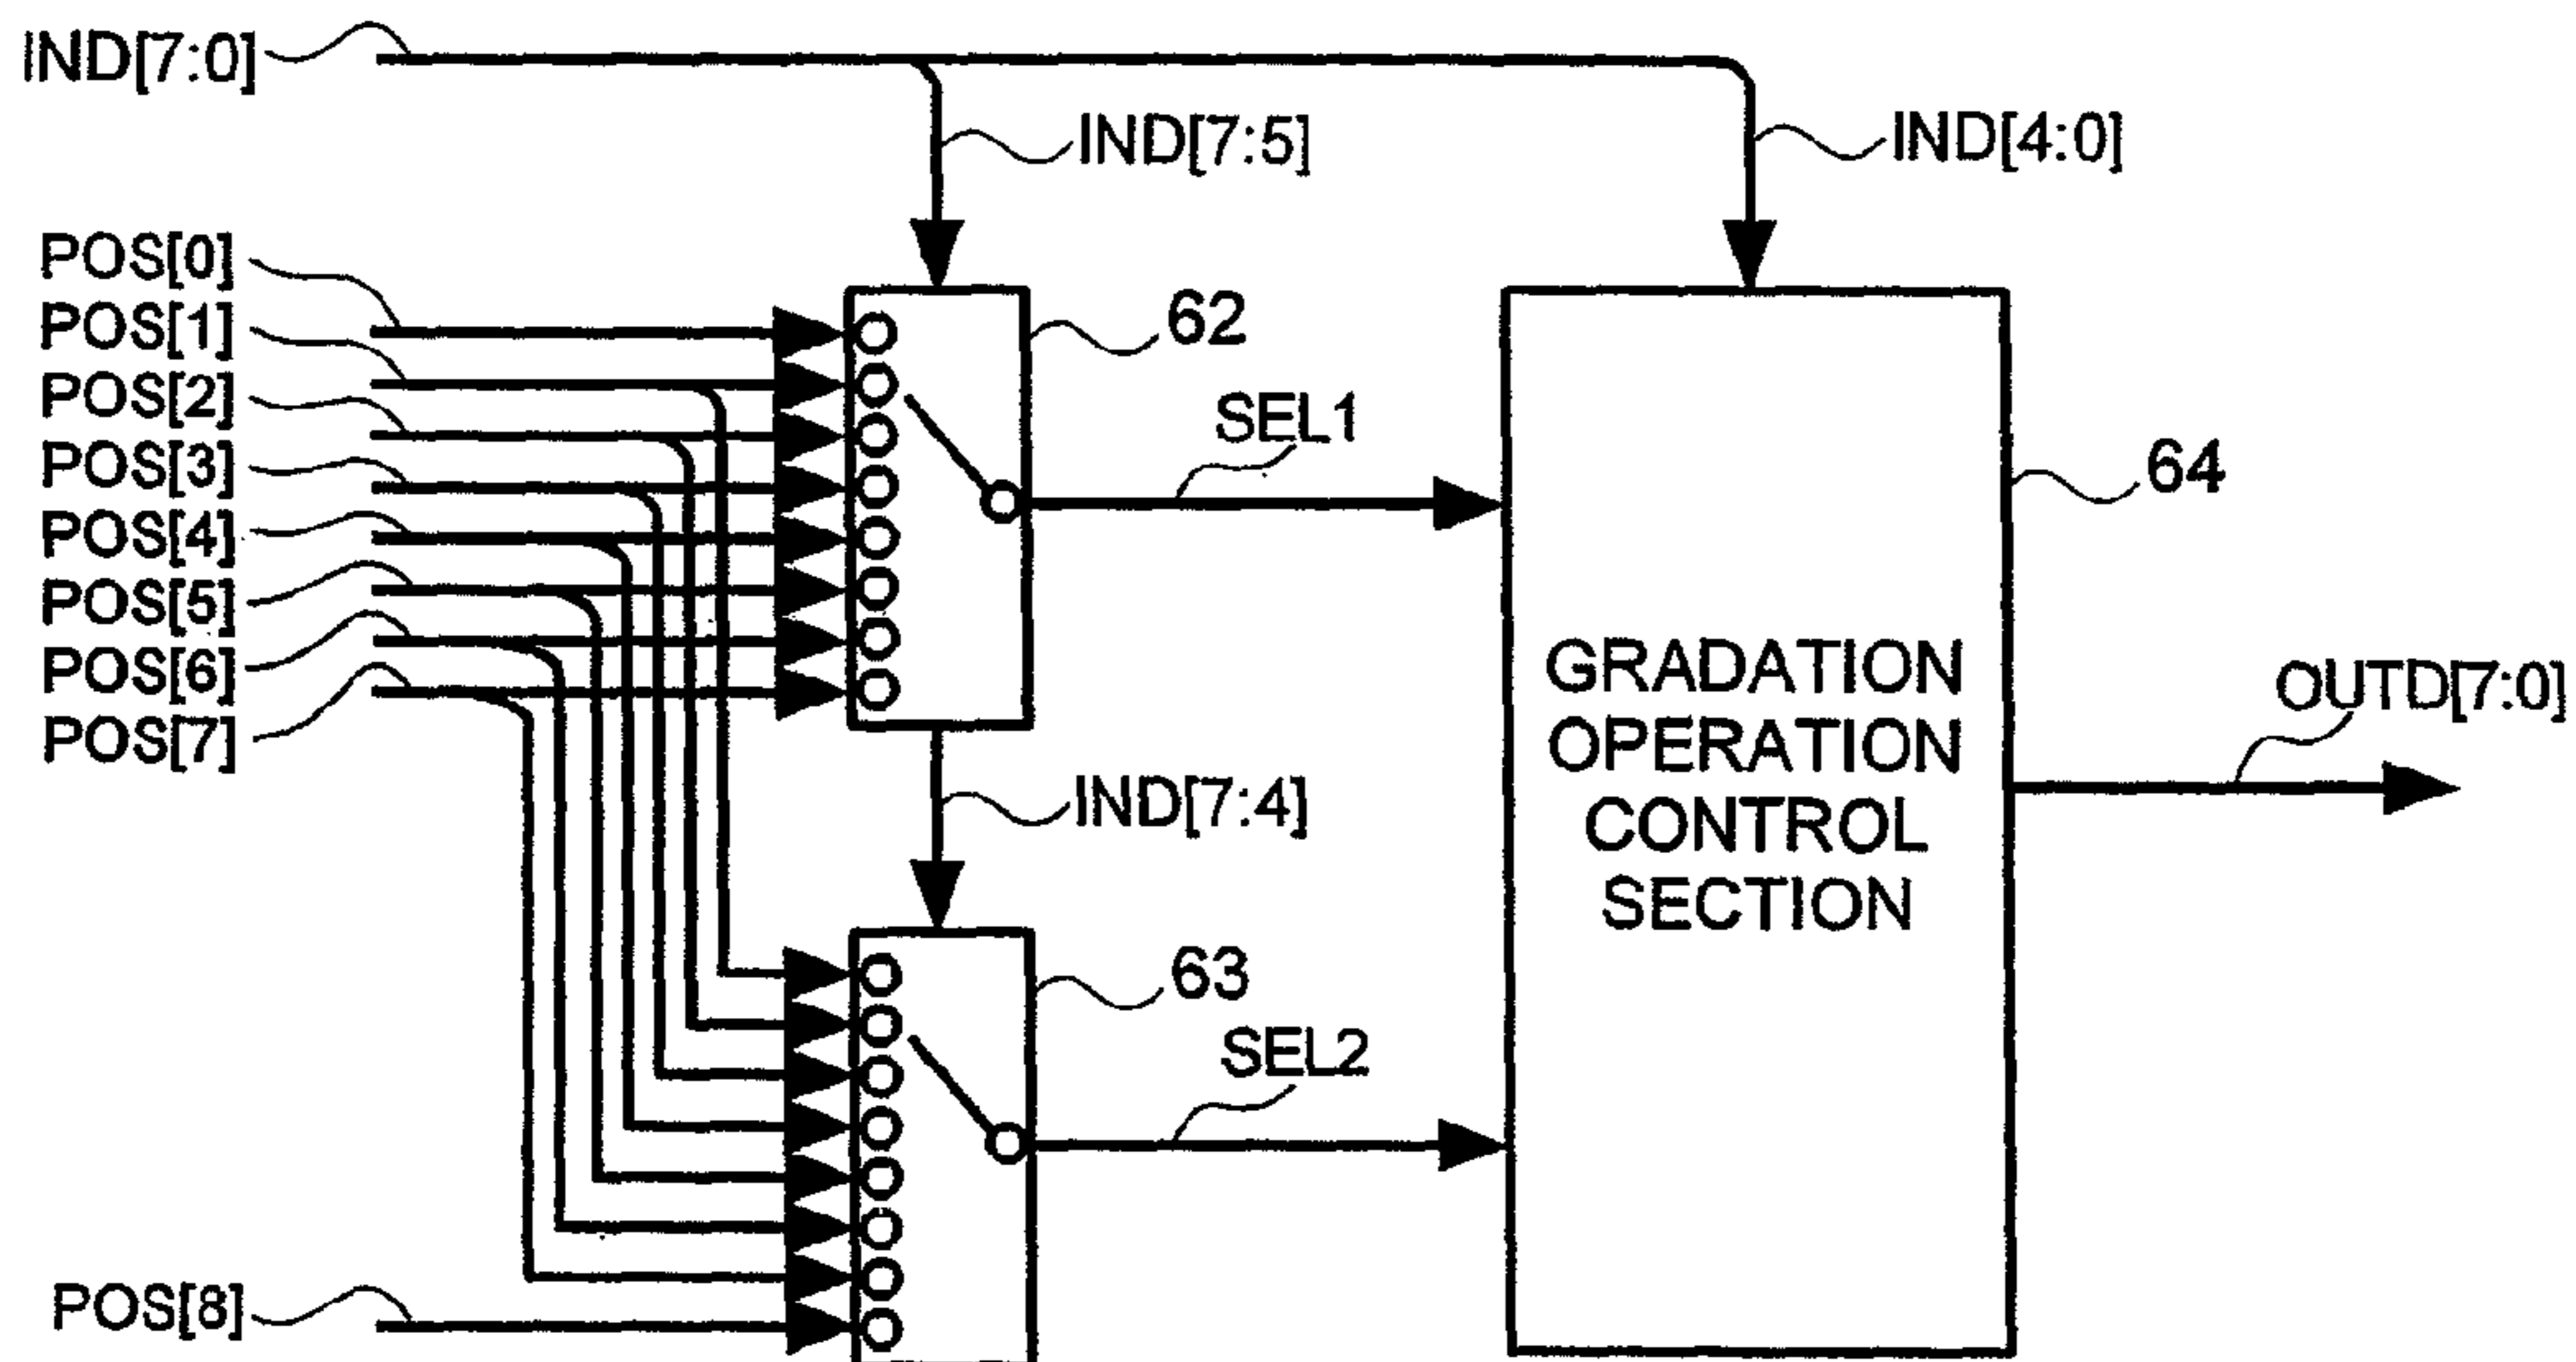 IND[7:0]
IND[7:5]
IND[4:0]
POS[0]
POS[1]
POS[2]
POS[3]
POS[4]
POS[5]
POS[6]
POS[7]
62
SEL1
64
GRADATION
OPERATION
CONTROL
SECTION
OUTD[7:0]
IND[7:4]
63
SEL2
POS[8]